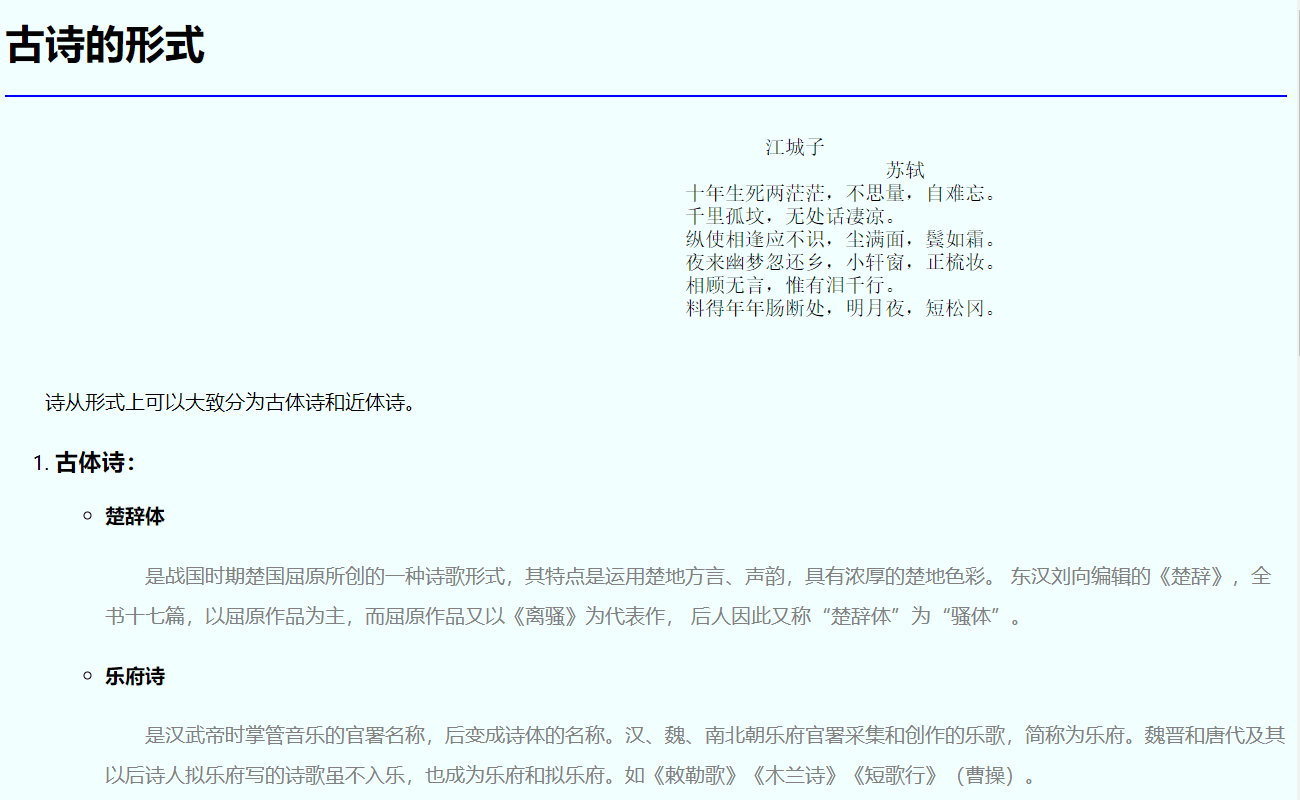 古诗的形式
江城子
苏轼
十年生死两茫茫，不思量，自难忘。
千里孤坟，无处话凄凉。
纵使相逢应不识，尘满面，鬓如霜。
夜来幽梦忽还乡，小轩窗，正梳妆。
相顾无言，惟有泪千行。
料得年年肠断处，明月夜，短松冈。
诗从形式上可以大致分为古体诗和近体诗。
1. 古体诗：
楚辞体
是战国时期楚国屈原所创的一种诗歌形式，其特点是运用楚地方言、声韵，具有浓厚的楚地色彩。 东汉刘向编辑的《楚辞》，全
书十七篇，以屈原作品为主，而屈原作品又以《离骚》为代表作， 后人因此又称“楚辞体”为“骚体”。
乐府诗
是汉武帝时掌管音乐的官署名称，后变成诗体的名称。汉、魏、南北朝乐府官署采集和创作的乐歌，简称为乐府。魏晋和唐代及其
以后诗人拟乐府写的诗歌虽不入乐，也成为乐府和拟乐府。如《敕勒歌》《木兰诗》《短歌行》（曹操）。